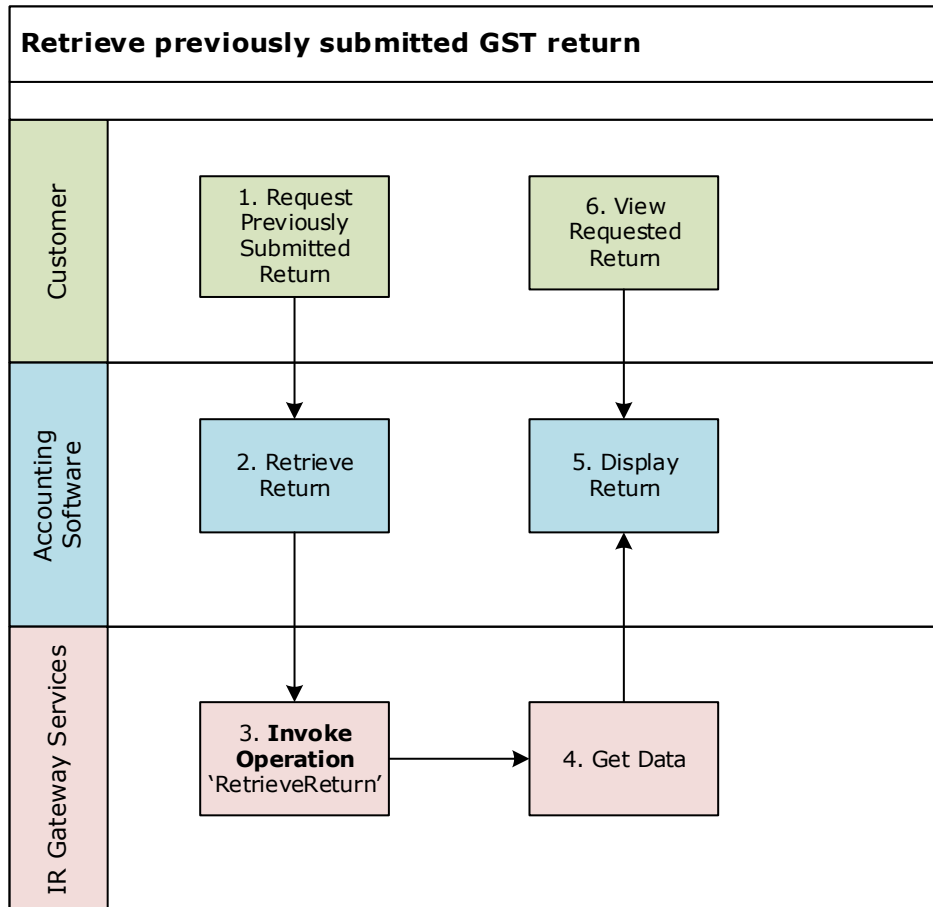 Retrieve previously submitted GST return
Customer
1. Request
Previously
Submitted
Return
6. View
Requested
Return
Accounting
Software
2. Retrieve
Return
5. Display
Return
IR Gateway Services
3. Invoke
Operation
‘RetrieveReturn’
4. Get Data